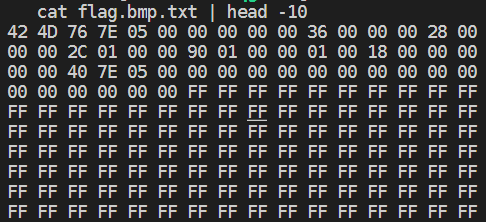 cat flag.bmp.txt | head -10
42 4D 76 7E 05 00 00 00 00 00 36 00 00 00 28 00
00 00 2C 01 00 00 90 01 00 00 01 00 18 00 00 00
00 00 40 7E 05 00 00 00 00 00 00 00 00 00 00 00
00 00 00 00 00 00 FF FF FF FF FF FF FF FF FF FF
FF FF FF FF FF FF FF FF FF FF FF FF FF FF FF FF
FF FF FF FF FF FF FF FF FF FF FF FF FF FF FF FF
FF FF FF FF FF FF FF FF FF FF FF FF FF FF FF FF
FF FF FF FF FF FF FF FF FF FF FF FF FF FF FF FF
FF FF FF FF FF FF FF FF FF FF FF FF FF FF FF FF
FF FF FF FF FF FF FF FF FF FF FF FF FF FF FF FF